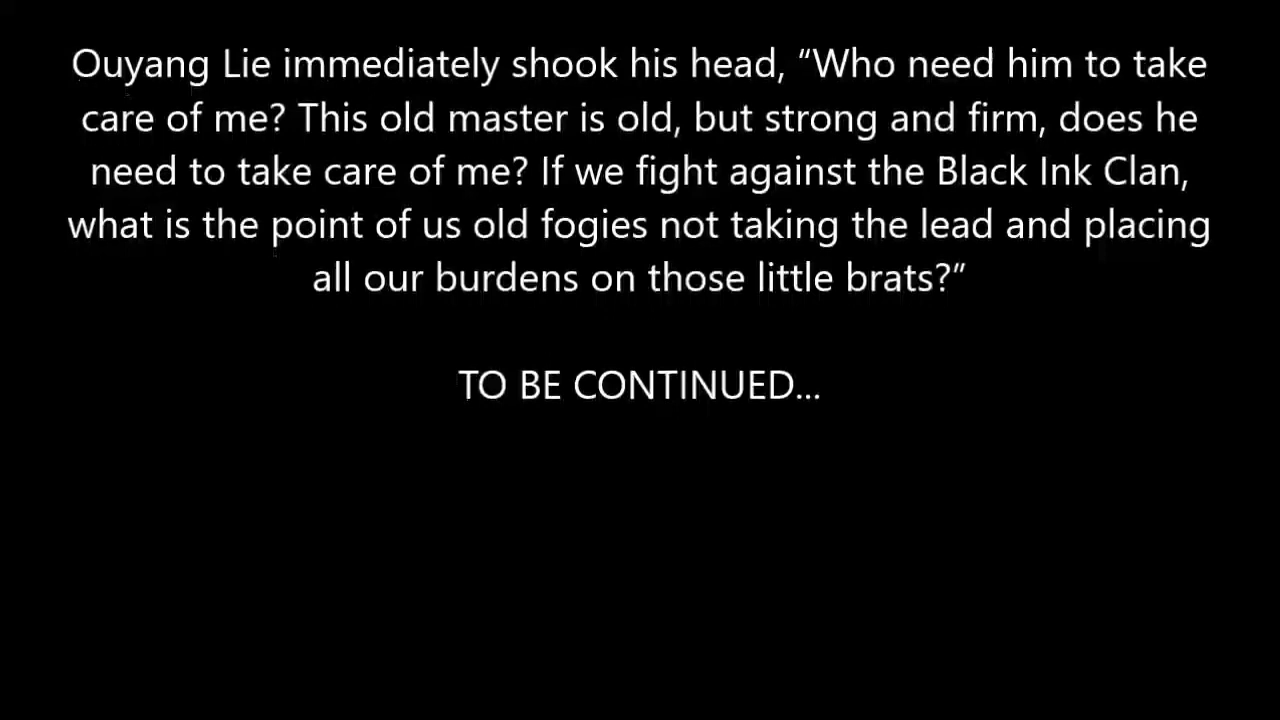 Ouyang Lie immediately shook his head, “Who need him to take
care of me? This old master is old, but strong and firm, does he
need to take care of me? If we fight against the Black Ink Clan,
what is the point of us old fogies not taking the lead and placing
all our burdens on those little brats?”
TO BE CONTINUED...